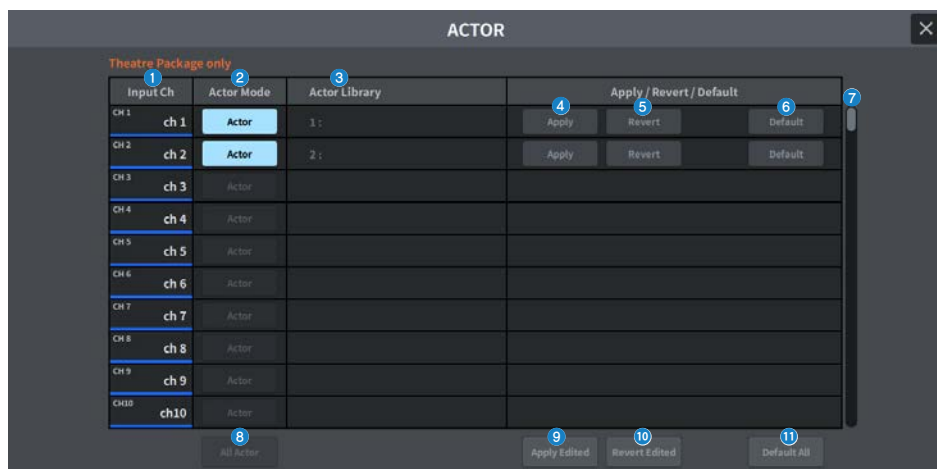 ACTOR
Theatre Package only
1 2 3
Input Ch Actor Mode Actor Library Apply / Revert / Default
4 5 6 7
CH 1 ch 1 Actor 1 : Apply Revert Default
CH 2 ch 2 Actor 2 : Apply Revert Default
CH 3 ch 3 Actor
CH 4 ch 4 Actor
CH 5 ch 5 Actor
CH 6 ch 6 Actor
CH 7 ch 7 Actor
CH 8 ch 8 Actor
CH 9 ch 9 Actor
CH10 ch10 Actor
8 9 10 11
All Actor Apply Edited Revert Edited Default All